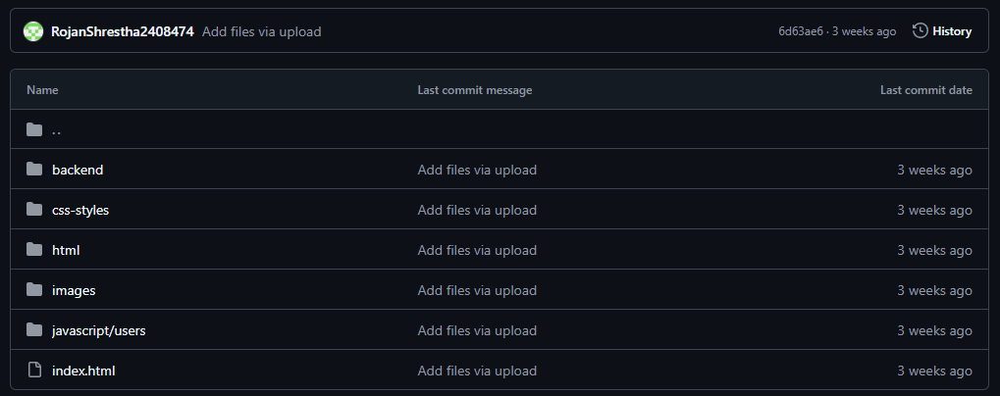 RojanShrestha2408474 Add files via upload 6d63ae6 · 3 weeks ago History
Name Last commit message Last commit date
..
backend Add files via upload 3 weeks ago
css-styles Add files via upload 3 weeks ago
html Add files via upload 3 weeks ago
images Add files via upload 3 weeks ago
javascript/users Add files via upload 3 weeks ago
index.html Add files via upload 3 weeks ago